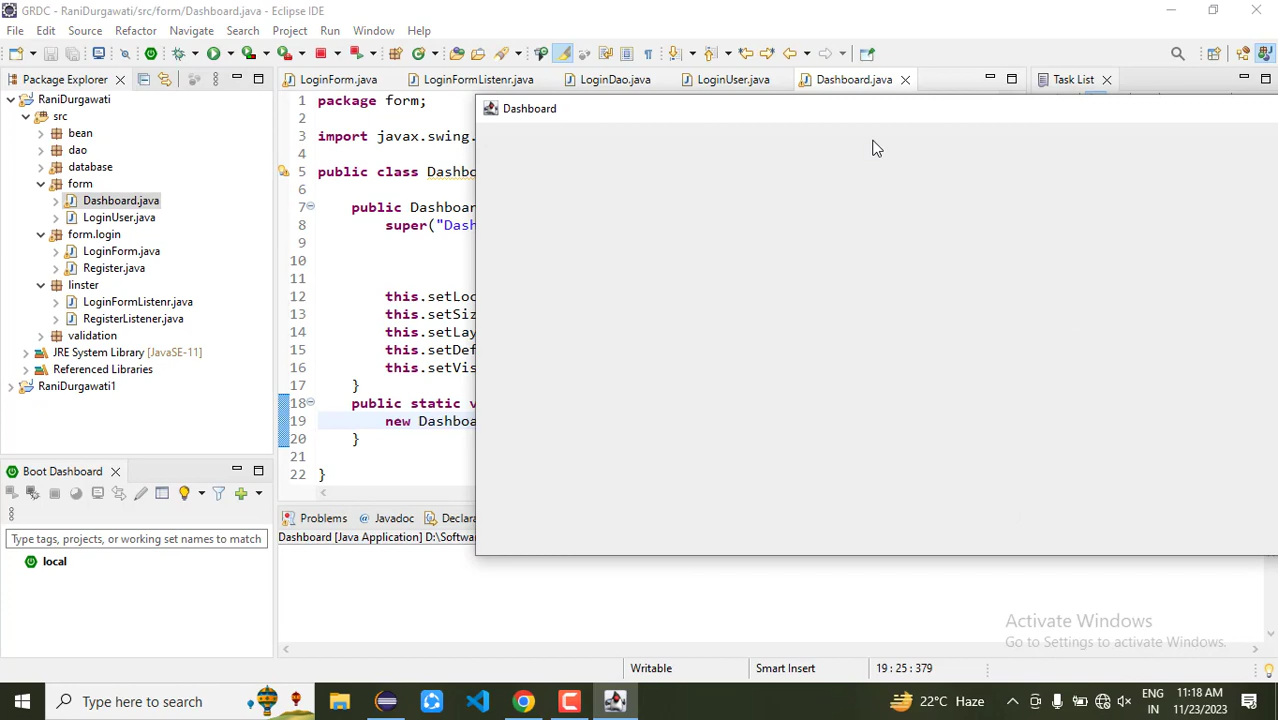 GRDC - RaniDurgawati/src/form/Dashboard.java - Eclipse IDE
File Edit Source Refactor Navigate Search Project Run Window Help
Package Explorer
LoginForm.java
LoginFormListenr.java
LoginDao.java
LoginUser.java
Dashboard.java
Task List
RaniDurgawati
src
bean
dao
database
form
Dashboard.java
LoginUser.java
form.login
LoginForm.java
Register.java
linster
LoginFormListenr.java
RegisterListener.java
validation
JRE System Library [JavaSE-11]
Referenced Libraries
RaniDurgawati1
1 package form;
2
3 import javax.swing.
4
5 public class Dashbo
6
7 public Dashboar
8 super("Dash
9
10
11
12 this.setLoc
13 this.setSiz
14 this.setLay
15 this.setDef
16 this.setVis
17 }
18 public static v
19 new Dashboa
20 }
21
22 }
Dashboard
Boot Dashboard
Type tags, projects, or working set names to match
local
Problems
@ Javadoc
Declara
Dashboard [Java Application] D:\Softwa
Activate Windows
Go to Settings to activate Windows.
Writable
Smart Insert
19 : 25 : 379
Type here to search
22°C Haze
ENG
IN
11:18 AM
11/23/2023